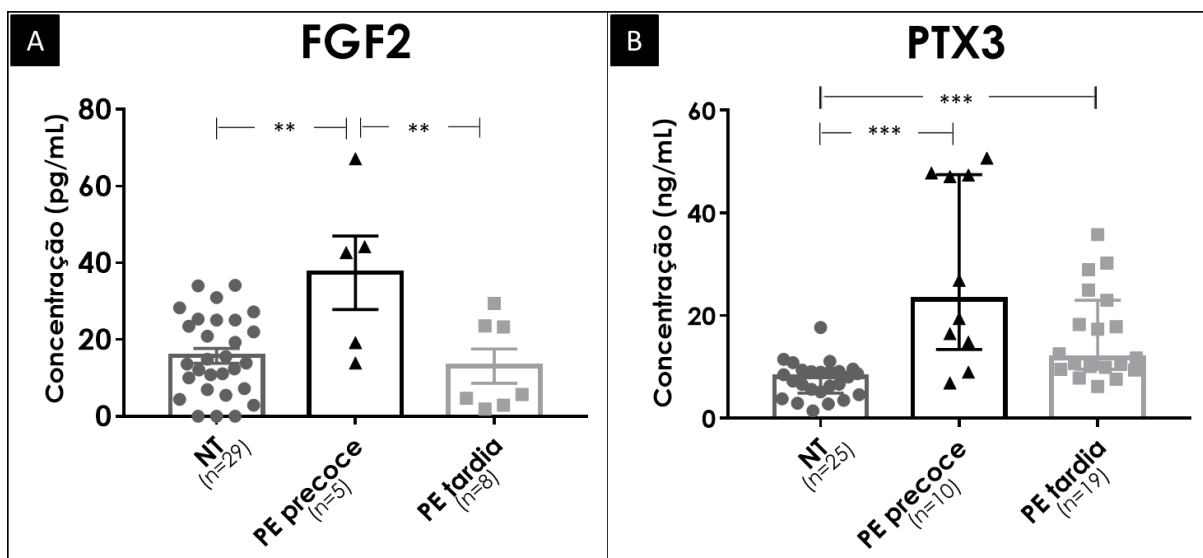 A
FGF2
Concentração (pg/mL)
80
60
40
20
0
** **
NT
(n=29)
PE precoce
(n=5)
PE tardia
(n=8)
B
PTX3
Concentração (ng/mL)
60
40
20
0
***
***
NT
(n=25)
PE precoce
(n=10)
PE tardia
(n=19)